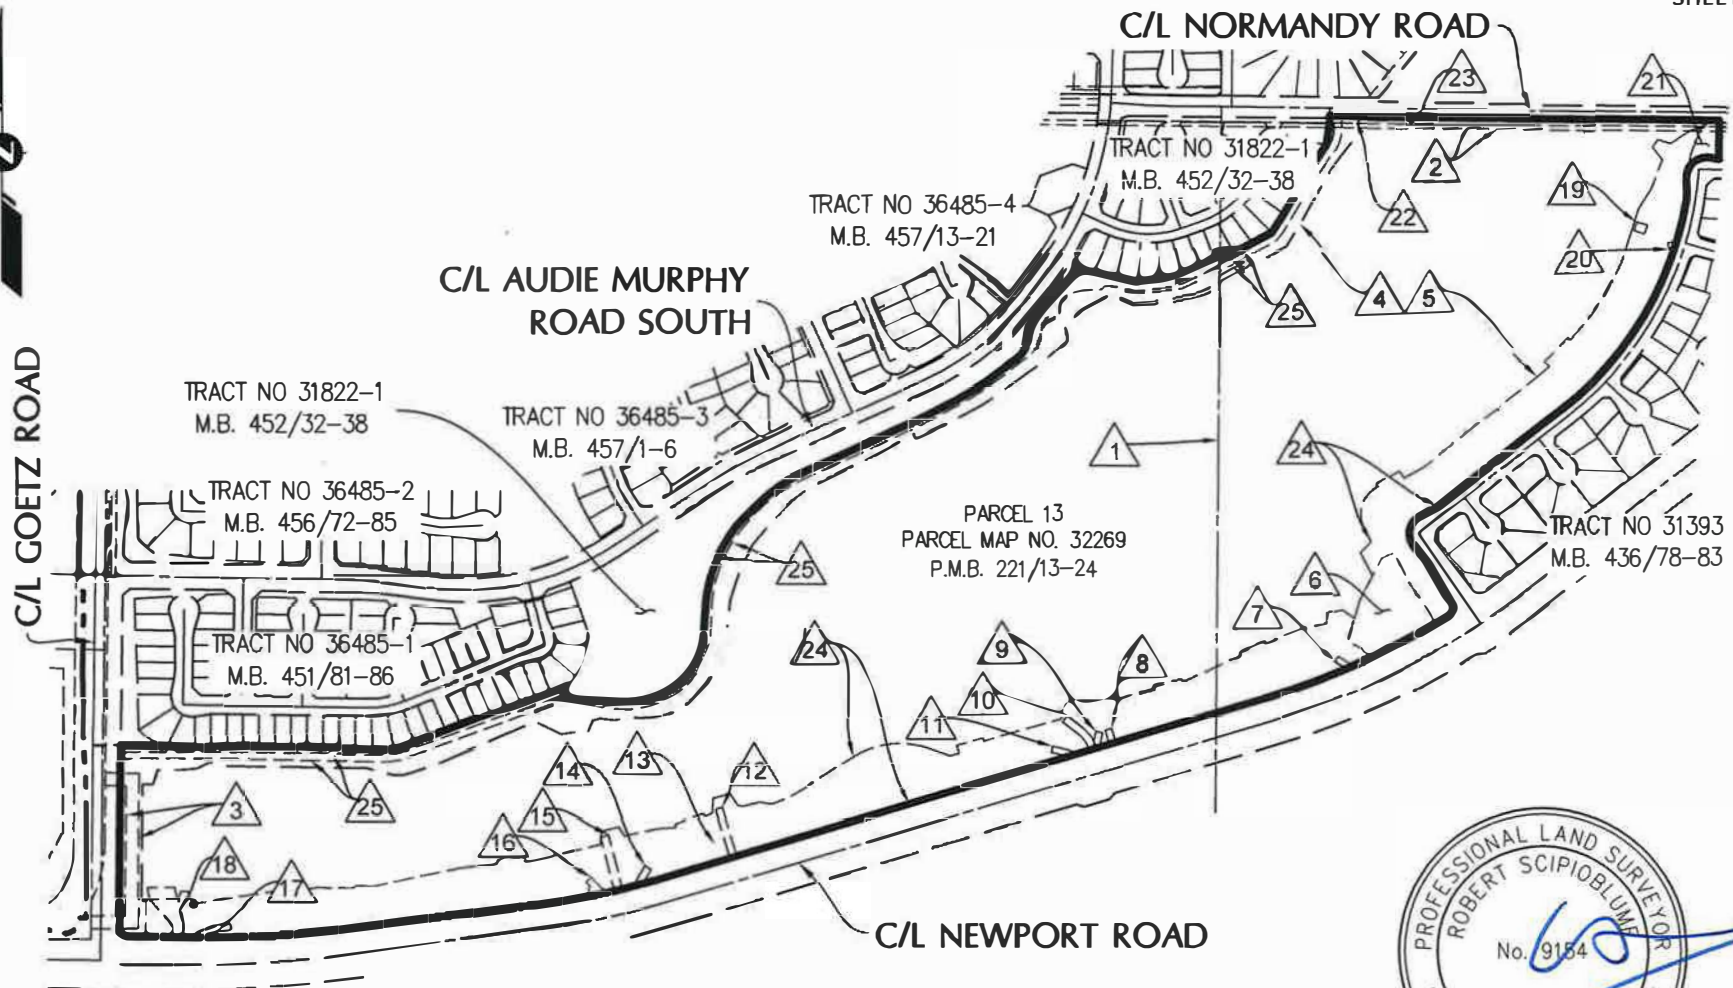 C/L NORMANDY ROAD
23
21
TRACT NO 31822-1
M.B. 452/32-38
2
19
22
TRACT NO 36485-4
M.B. 457/13-21
20
C/L AUDIE MURPHY
ROAD SOUTH
25
4
5
C/L GOETZ ROAD
TRACT NO 31822-1
M.B. 452/32-38
TRACT NO 36485-3
M.B. 457/1-6
1
24
TRACT NO 36485-2
M.B. 456/72-85
PARCEL 13
PARCEL MAP NO. 32269
P.M.B. 221/13-24
TRACT NO 31393
M.B. 436/78-83
25
6
7
TRACT NO 36485-1
M.B. 451/81-86
24
9
8
10
11
14
13
12
3
25
15
16
18
17
C/L NEWPORT ROAD
PROFESSIONAL LAND SURVEYOR
ROBERT SCIPIOBLUME
No. 9154